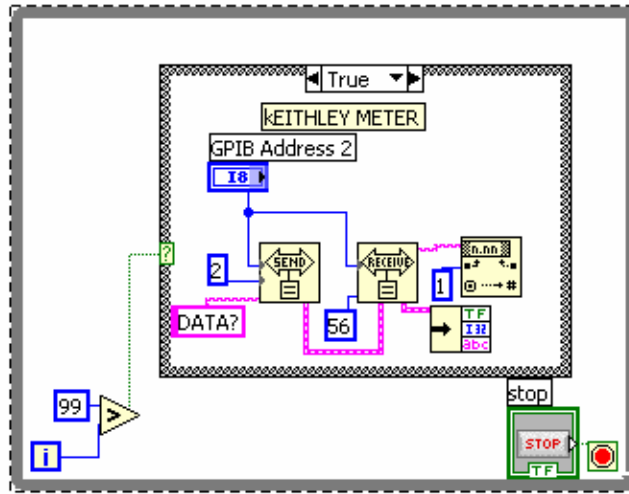 True
kEITHLEY METER
GPIB Address 2
I8
SEND
RECEIVE
n.nn
2
1
DATA?
56
TF
I32
abc
99
>
i
?
stop
STOP
TF